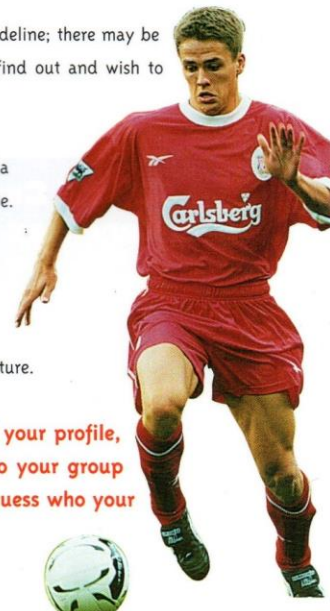 deline; there may be
find out and wish to
a
e.
ture.
your profile,
o your group
uess who your
Carlsberg